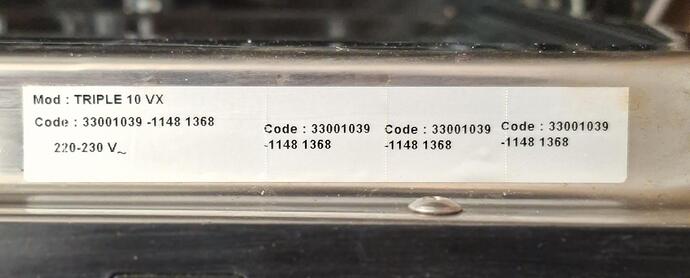 Mod : TRIPLE 10 VX
Code : 33001039 -1148 1368
220-230 V~
Code : 33001039
-1148 1368
Code : 33001039
-1148 1368
Code : 33001039
-1148 1368